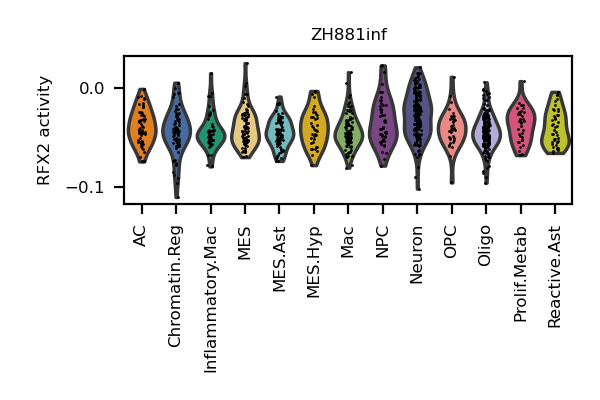 ZH881inf
RFX2 activity
0.0
−0.1
AC
Chromatin.Reg
Inflammatory.Mac
MES
MES.Ast
MES.Hyp
Mac
NPC
Neuron
OPC
Oligo
Prolif.Metab
Reactive.Ast